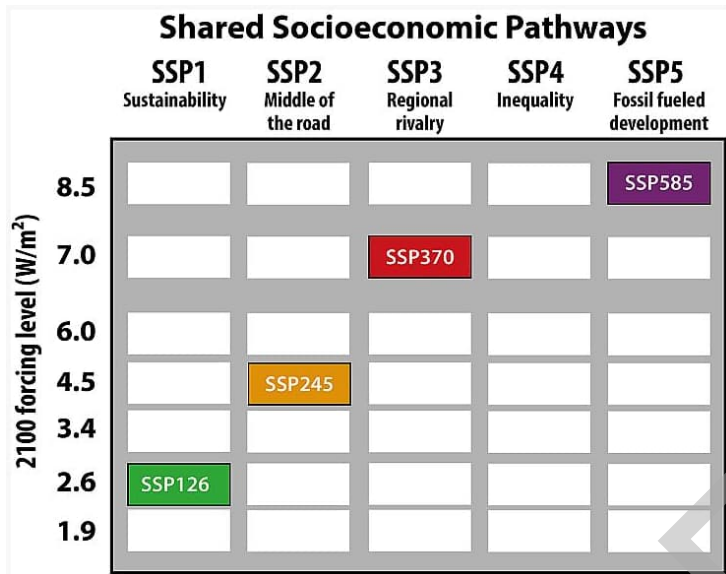 Shared Socioeconomic Pathways
SSP1 SSP2 SSP3 SSP4 SSP5
Sustainability Middle of Regional Inequality Fossil fueled
the road rivalry development
8.5 SSP585
7.0 SSP370
6.0
4.5 SSP245
3.4
2.6 SSP126
1.9
2100 forcing level (W/m²)